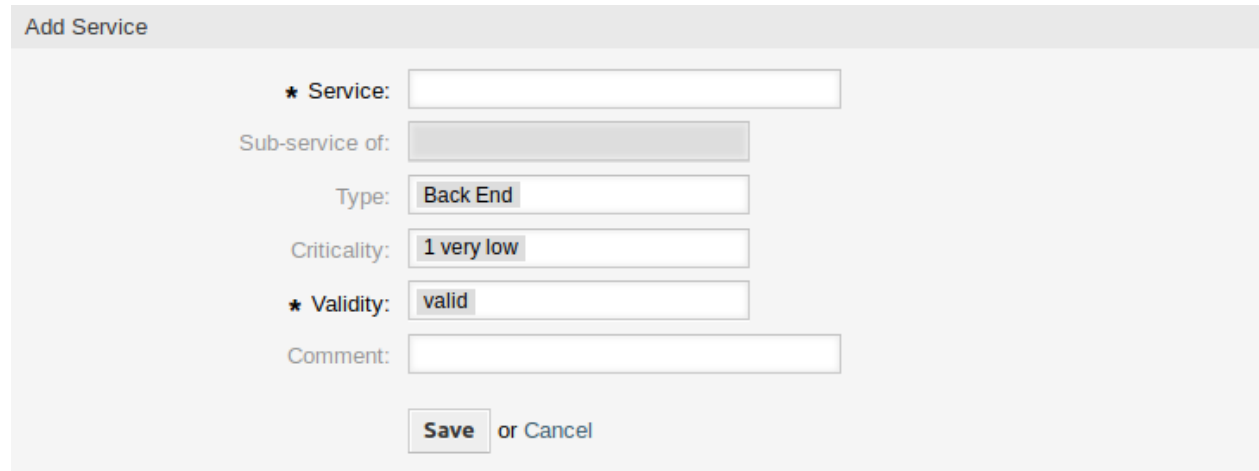 Add Service
★ Service:
Sub-service of:
Type: Back End
Criticality: 1 very low
★ Validity: valid
Comment:
Save or Cancel